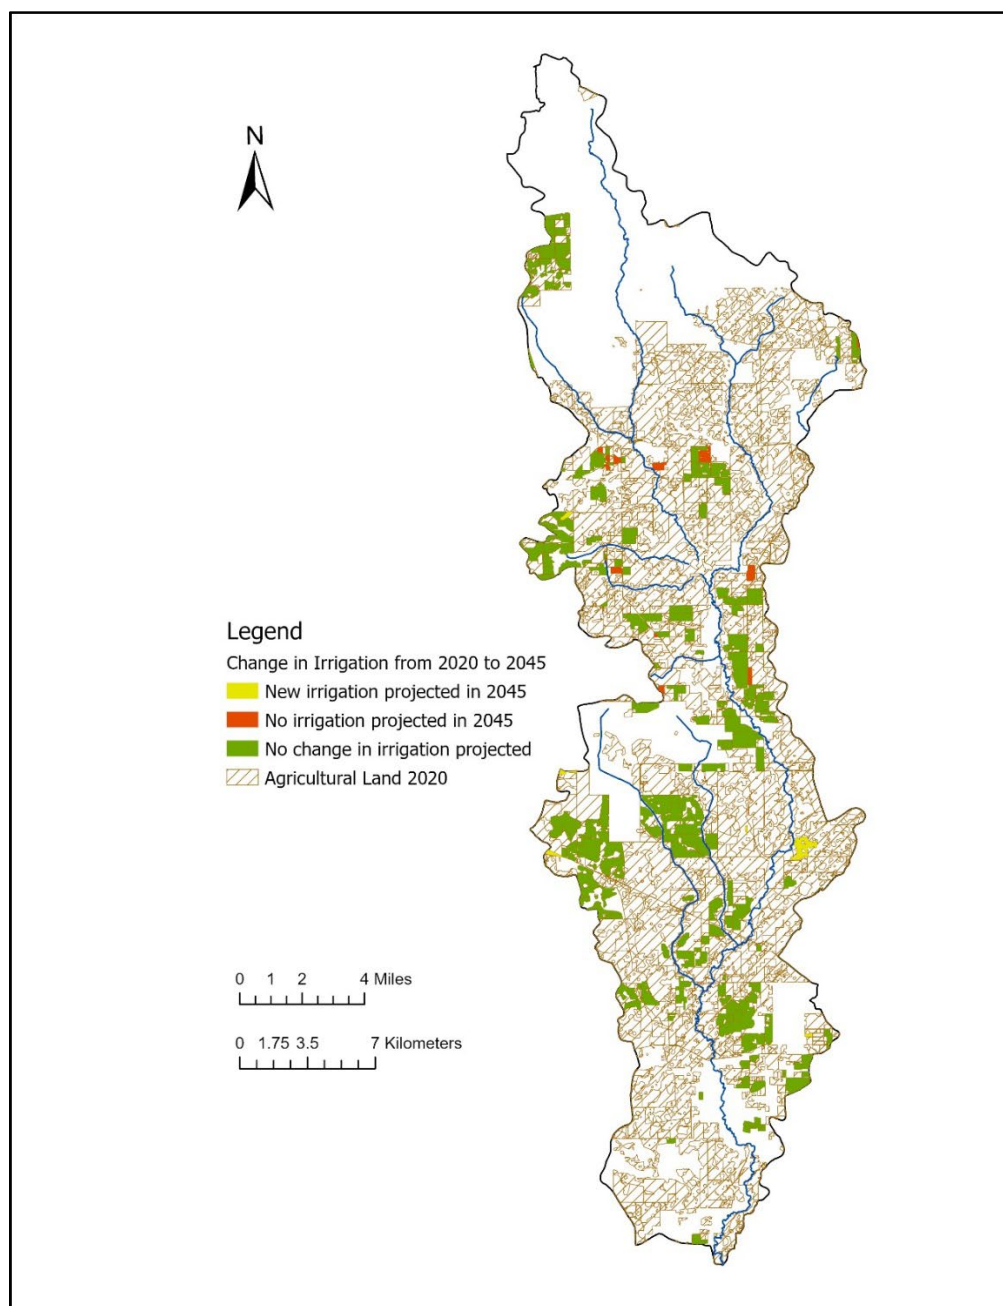 N
Legend
Change in Irrigation from 2020 to 2045
New irrigation projected in 2045
No irrigation projected in 2045
No change in irrigation projected
Agricultural Land 2020
0 1 2 4 Miles
0 1.75 3.5 7 Kilometers